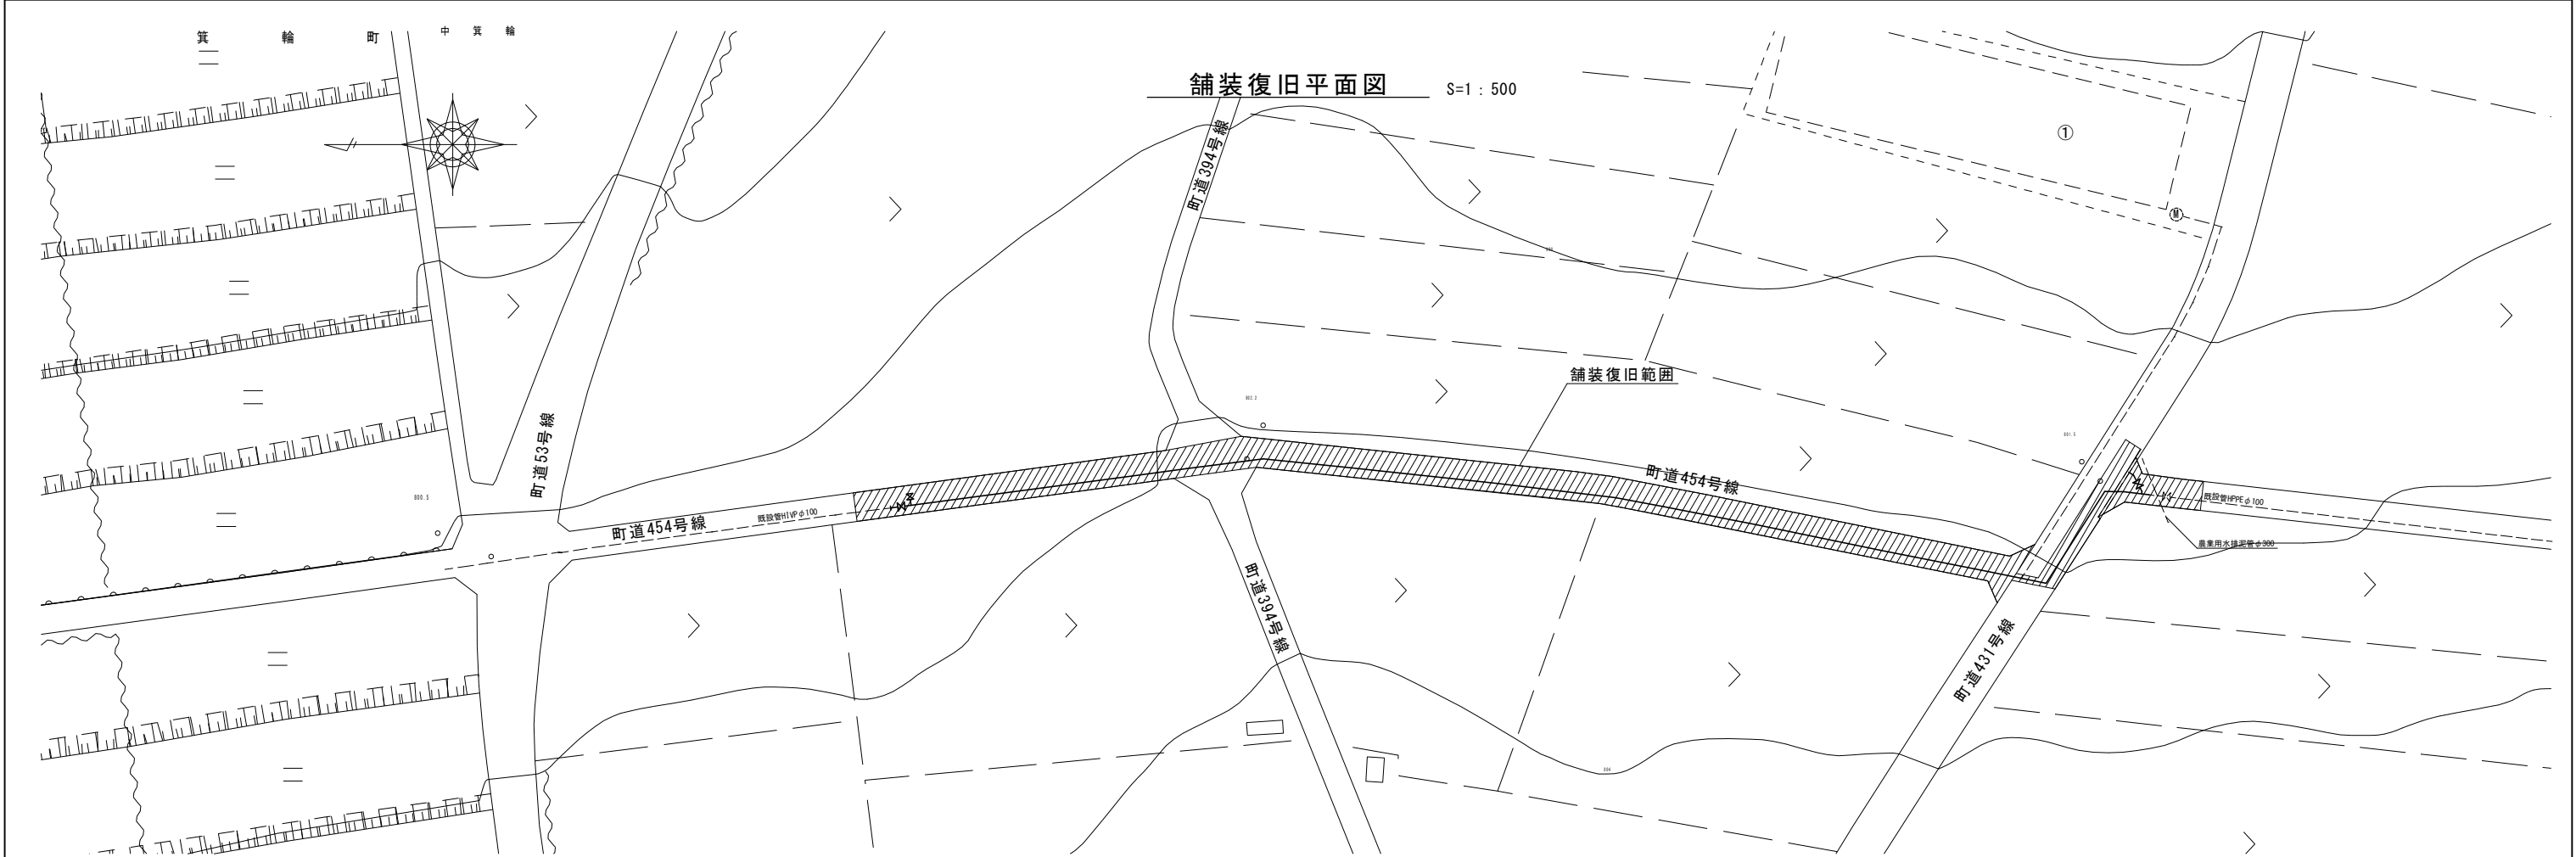 箕輪町
中箕輪
舗装復旧平面図 S=1：500
町道394号線
①
M
舗装復旧範囲
町道53号線
町道454号線
町道454号線
既設管HIVPφ100
既設管HPPEφ100
農業用水排泥管φ300
町道394号線
町道431号線